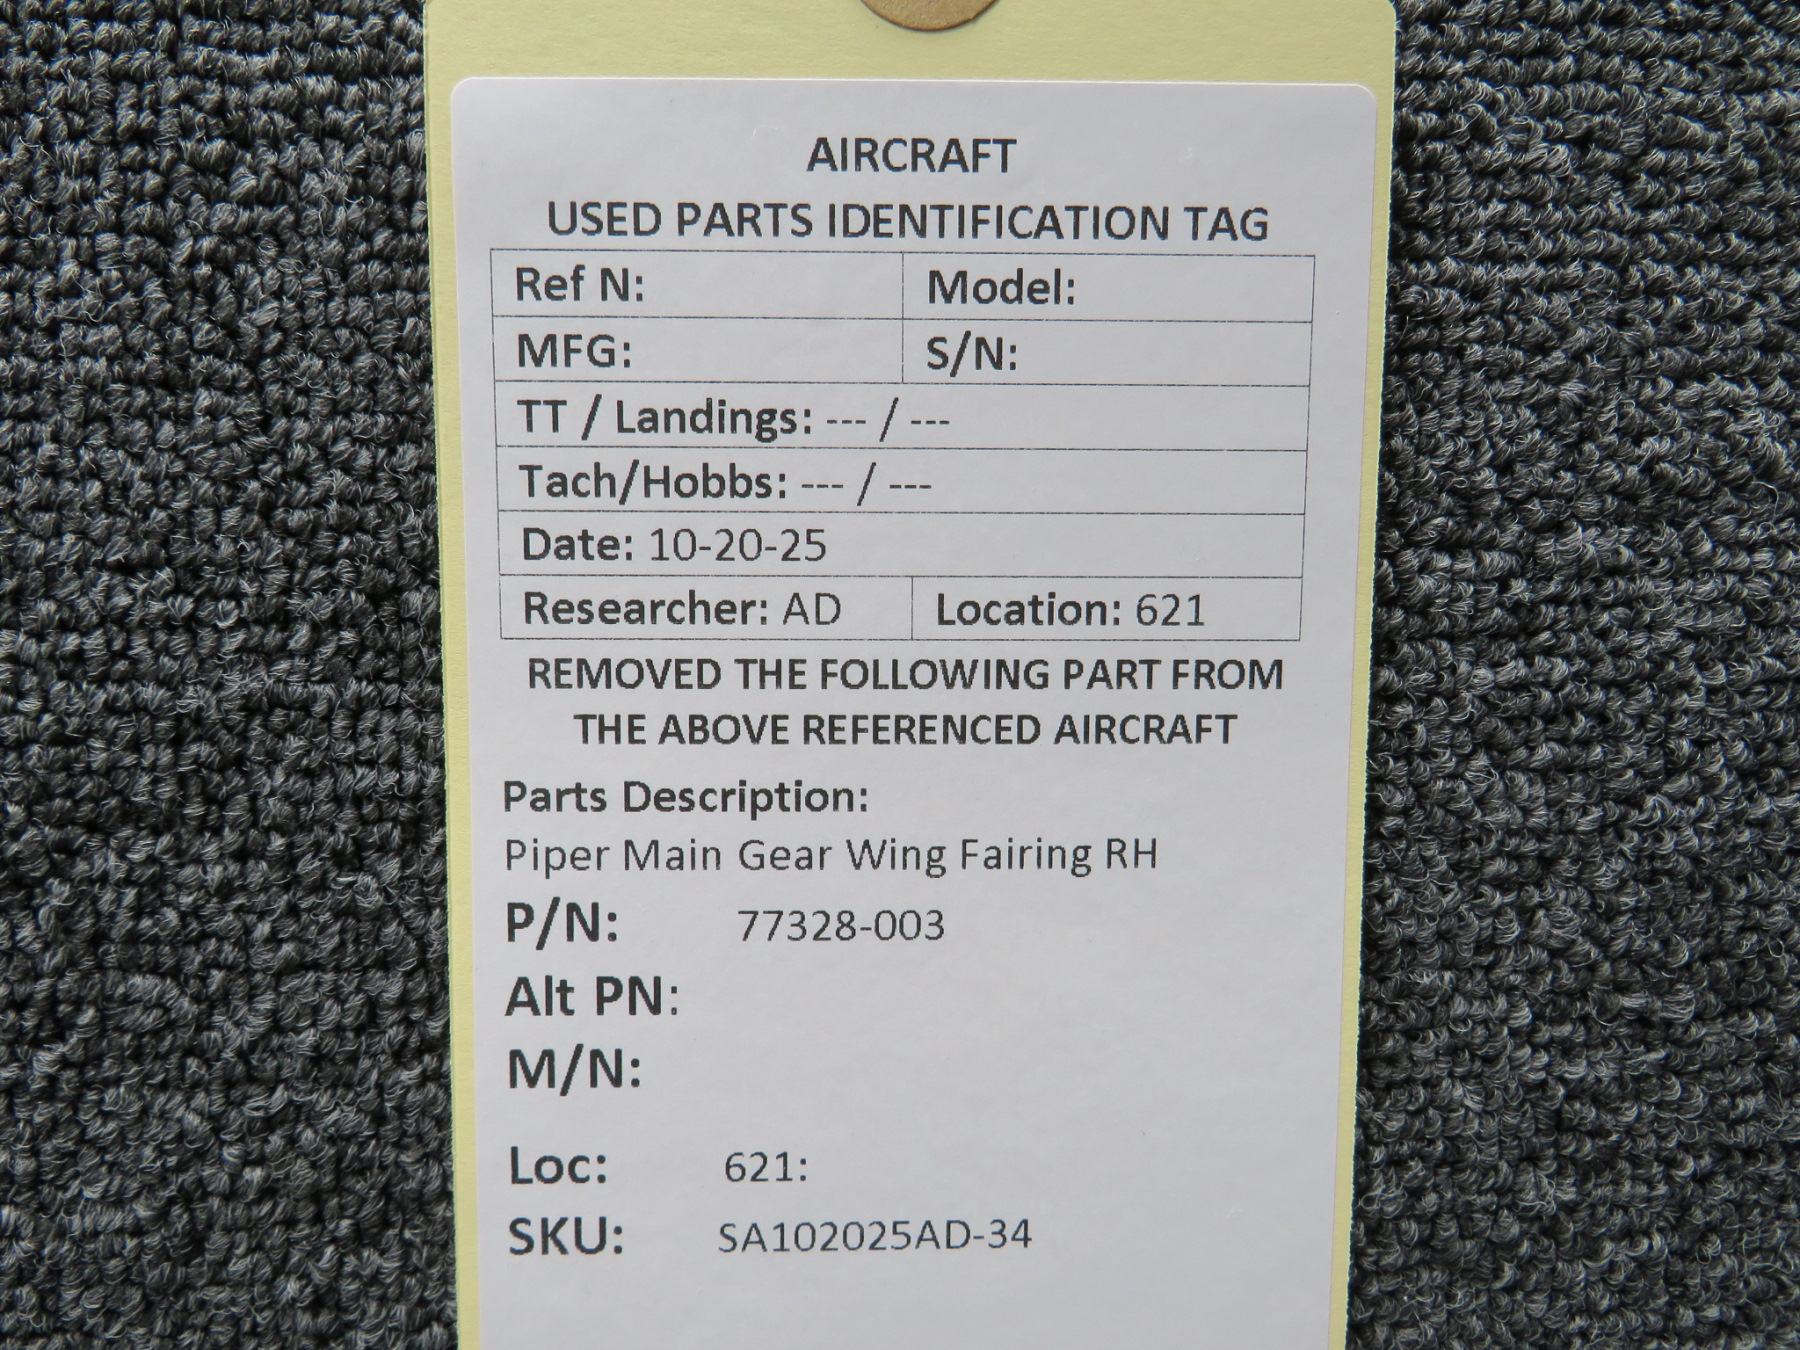 AIRCRAFT
USED PARTS IDENTIFICATION TAG
Ref N: Model:
MFG: S/N:
TT / Landings: --- / ---
Tach/Hobbs: --- / ---
Date: 10-20-25
Researcher: AD Location: 621
REMOVED THE FOLLOWING PART FROM
THE ABOVE REFERENCED AIRCRAFT
Parts Description:
Piper Main Gear Wing Fairing RH
P/N: 77328-003
Alt PN:
M/N:
Loc: 621:
SKU: SA102025AD-34